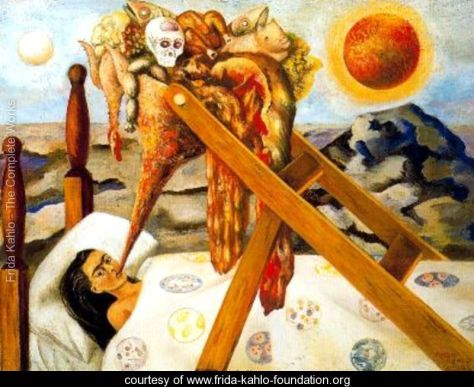 Frida Kahlo - The Complete Works
courtesy of www.frida-kahlo-foundation.org